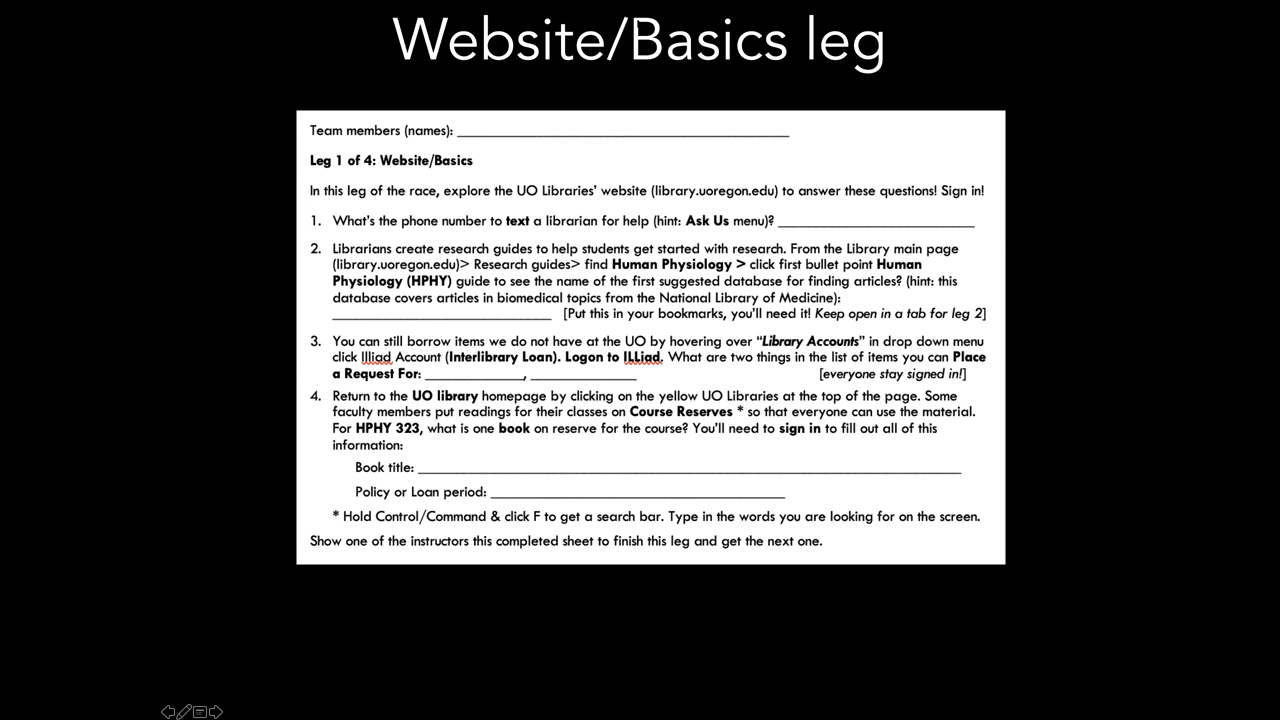 Website/Basics leg
Team members (names): ______________________________________________
Leg 1 of 4: Website/Basics
In this leg of the race, explore the UO Libraries' website (library.uoregon.edu) to answer these questions! Sign in!
1. What's the phone number to text a librarian for help (hint: Ask Us menu)? ___________________________
2. Librarians create research guides to help students get started with research. From the Library main page
(library.uoregon.edu)> Research guides> find Human Physiology > click first bullet point Human
Physiology (HPHY) guide to see the name of the first suggested database for finding articles? (hint: this
database covers articles in biomedical topics from the National Library of Medicine):
______________________________ [Put this in your bookmarks, you'll need it! Keep open in a tab for leg 2]
3. You can still borrow items we do not have at the UO by hovering over "Library Accounts" in drop down menu
click Illiad Account (Interlibrary Loan). Logon to ILLiad. What are two things in the list of items you can Place
a Request For: ______________, ______________ [everyone stay signed in!]
4. Return to the UO library homepage by clicking on the yellow UO Libraries at the top of the page. Some
faculty members put readings for their classes on Course Reserves * so that everyone can use the material.
For HPHY 323, what is one book on reserve for the course? You'll need to sign in to fill out all of this
information:
Book title: ___________________________________________________________________________
Policy or Loan period: ________________________________________
* Hold Control/Command & click F to get a search bar. Type in the words you are looking for on the screen.
Show one of the instructors this completed sheet to finish this leg and get the next one.